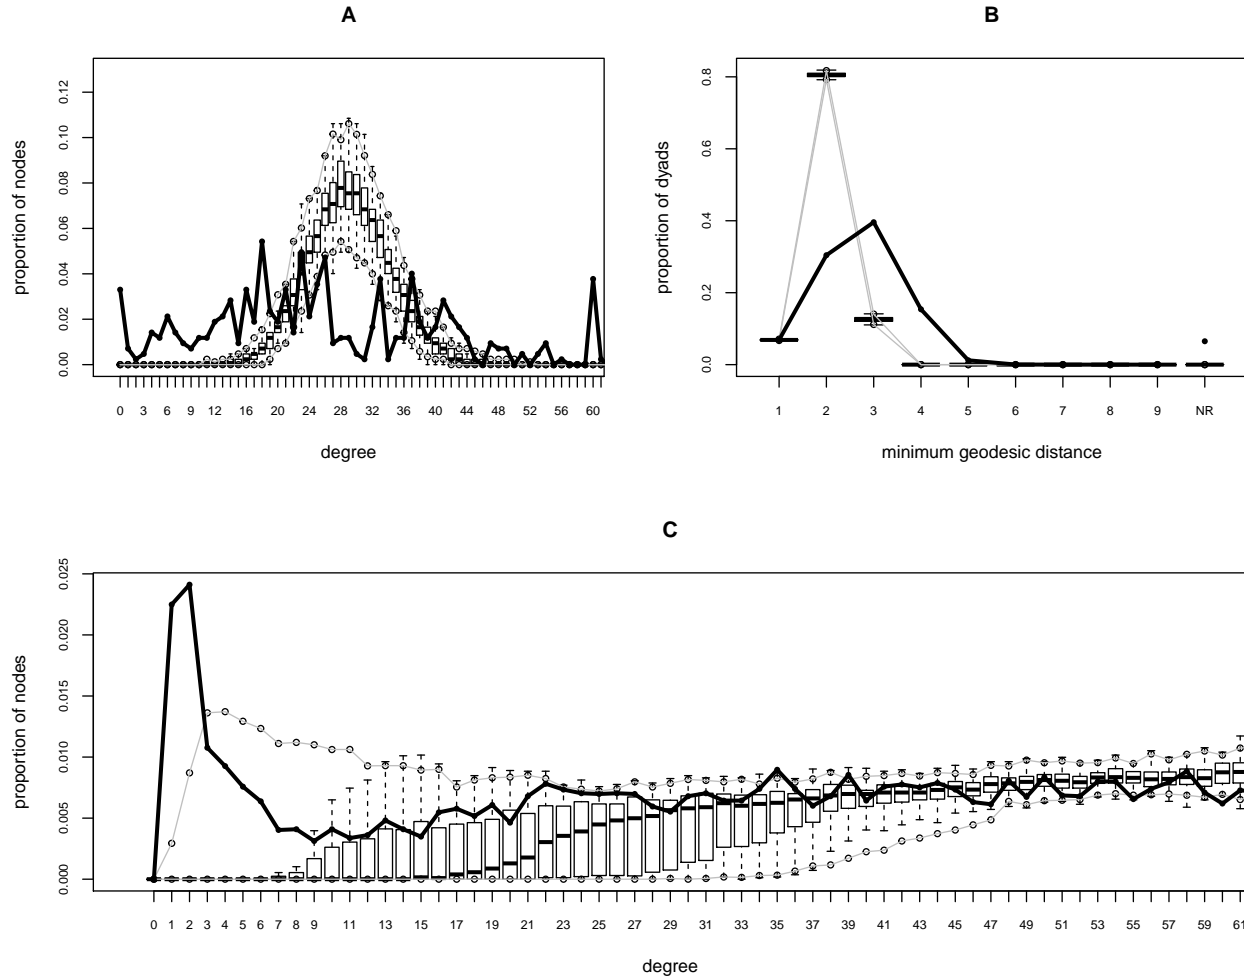 A
proportion of nodes
0.00 0.02 0.04 0.06 0.08 0.10 0.12
0 3 6 9 12 16 20 24 28 32 36 40 44 48 52 56 60
degree
B
proportion of dyads
0.0 0.2 0.4 0.6 0.8
1 2 3 4 5 6 7 8 9 NR
minimum geodesic distance
C
proportion of nodes
0.000 0.005 0.010 0.015 0.020 0.025
0 1 2 3 4 5 6 7 8 9 11 13 15 17 19 21 23 25 27 29 31 33 35 37 39 41 43 45 47 49 51 53 55 57 59 61
degree